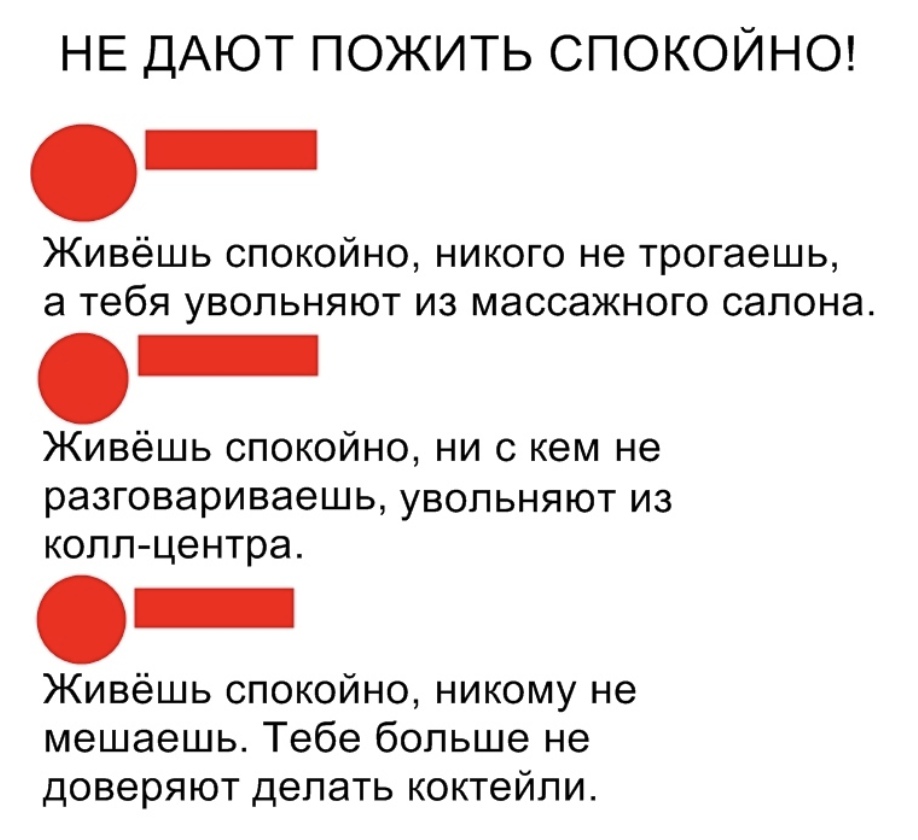 НЕ ДАЮТ ПОЖИТЬ СПОКОЙНО!
Живёшь спокойно, никого не трогаешь,
а тебя увольняют из массажного салона.
Живёшь спокойно, ни с кем не
разговариваешь, увольняют из
колл-центра.
Живёшь спокойно, никому не
мешаешь. Тебе больше не
доверяют делать коктейли.